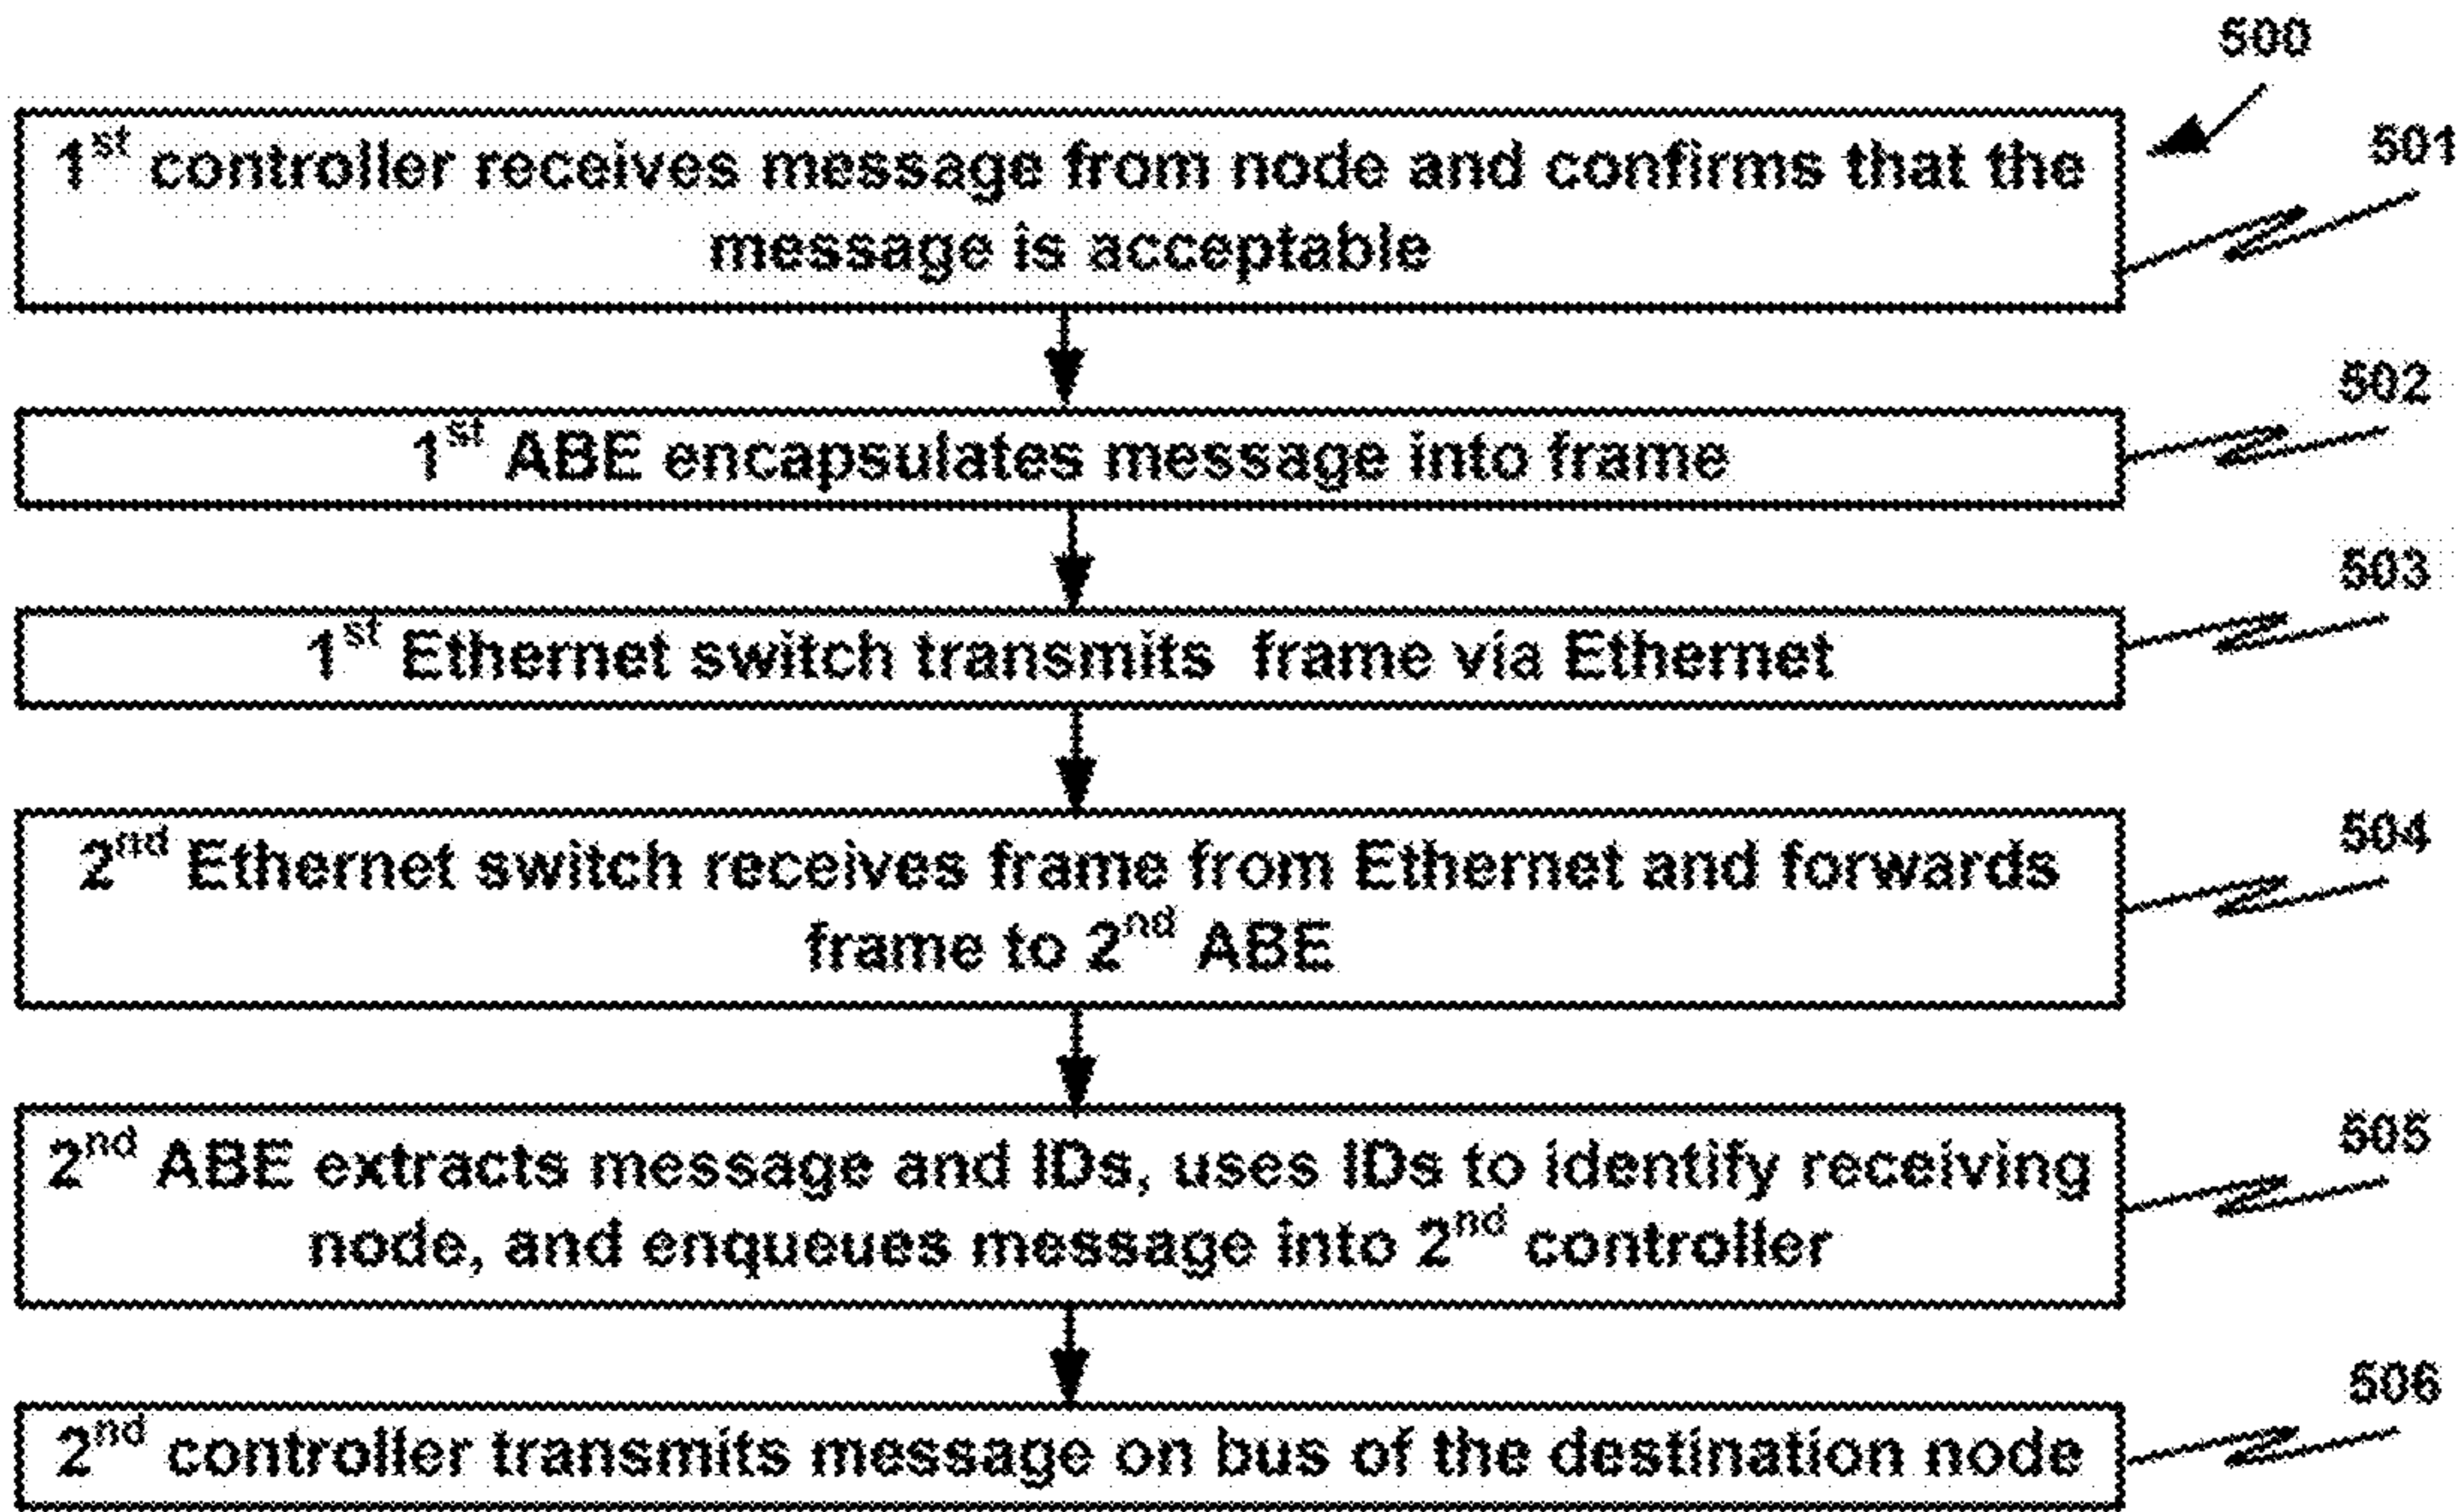 500
501
1st controller receives message from node and confirms that the
message is acceptable
502
1st ABE encapsulates message into frame
503
1st Ethernet switch transmits frame via Ethernet
504
2nd Ethernet switch receives frame from Ethernet and forwards
frame to 2nd ABE
505
2nd ABE extracts message and IDs, uses IDs to identify receiving
node, and enqueues message into 2nd controller
506
2nd controller transmits message on bus of the destination node